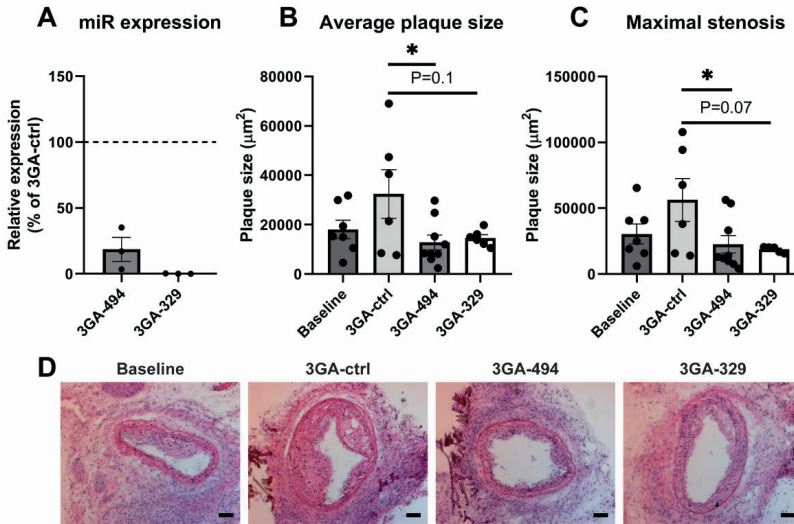 A miR expression
Relative expression
(% of 3GA-ctrl)
150
100
50
0
3GA-494
3GA-329
B Average plaque size
Plaque size (μm²)
80000
60000
40000
20000
0
*
P=0.1
Baseline
3GA-ctrl
3GA-494
3GA-329
C Maximal stenosis
Plaque size (μm²)
150000
100000
50000
0
*
P=0.07
Baseline
3GA-ctrl
3GA-494
3GA-329
D Baseline 3GA-ctrl 3GA-494 3GA-329